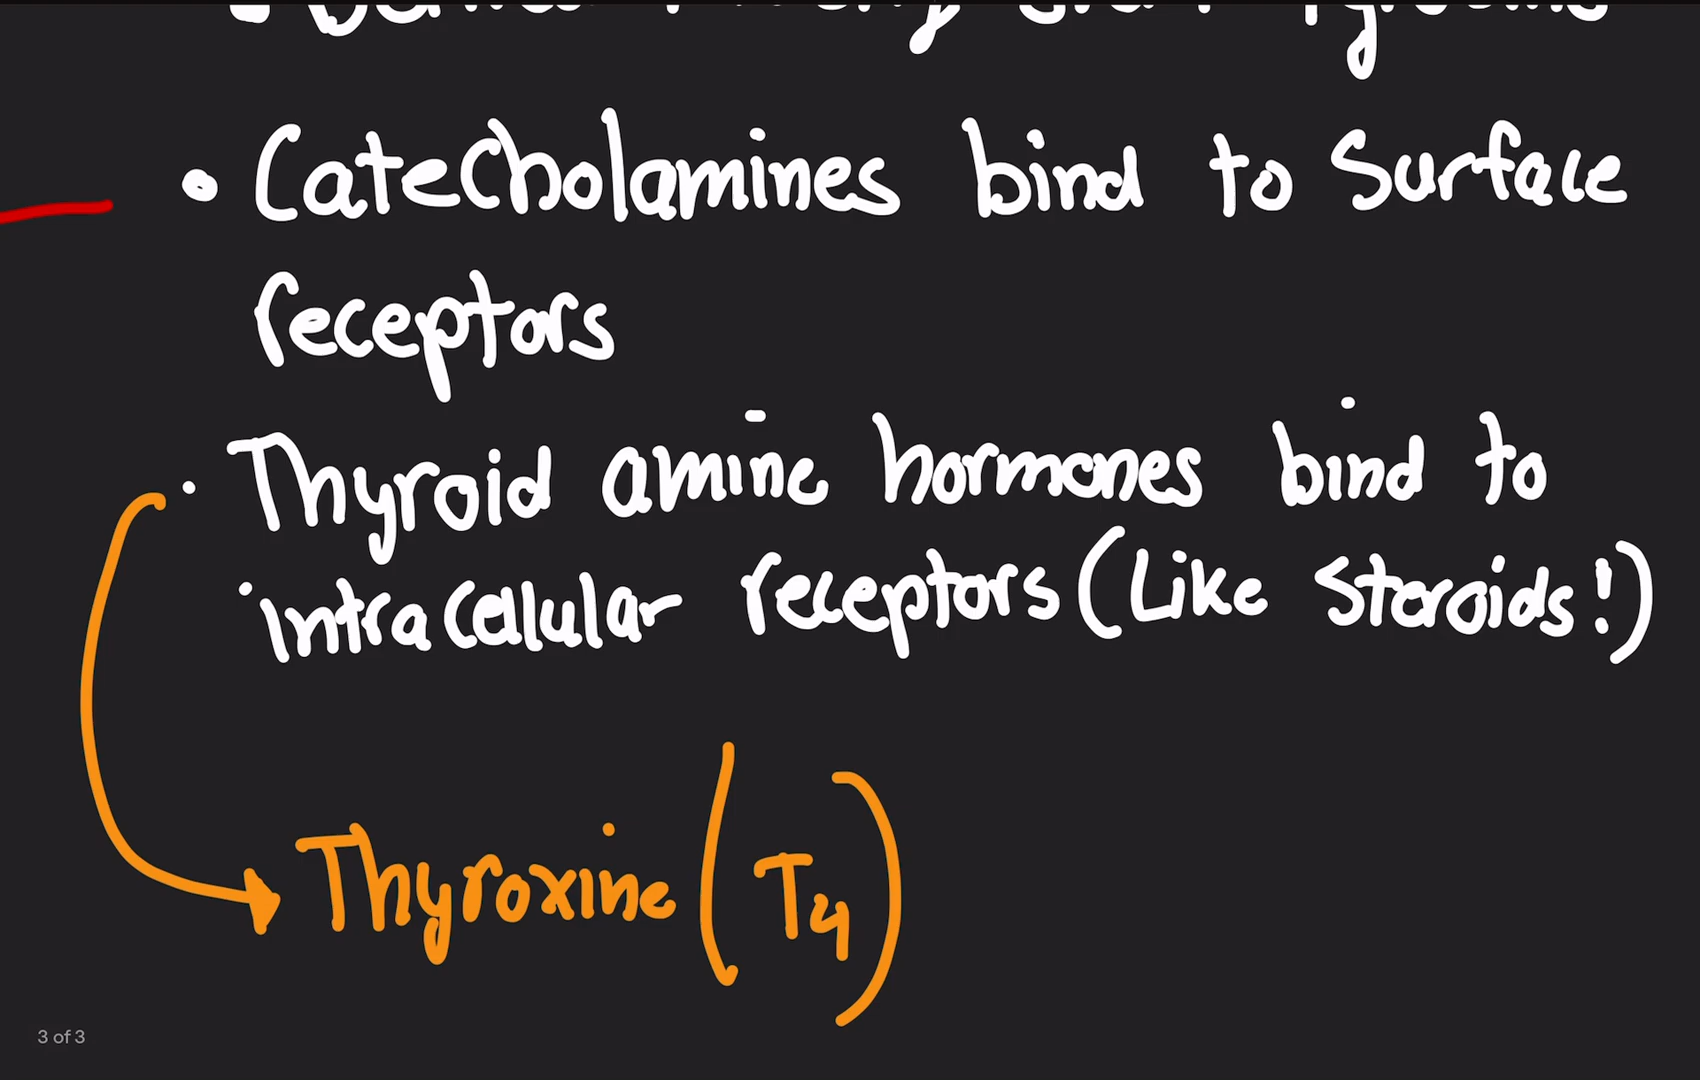 • Catecholamines bind to Surface
receptors
• Thyroid amine hormones bind to
intracellular receptors (Like Steroids!)
Thyroxine (T4)
3 of 3